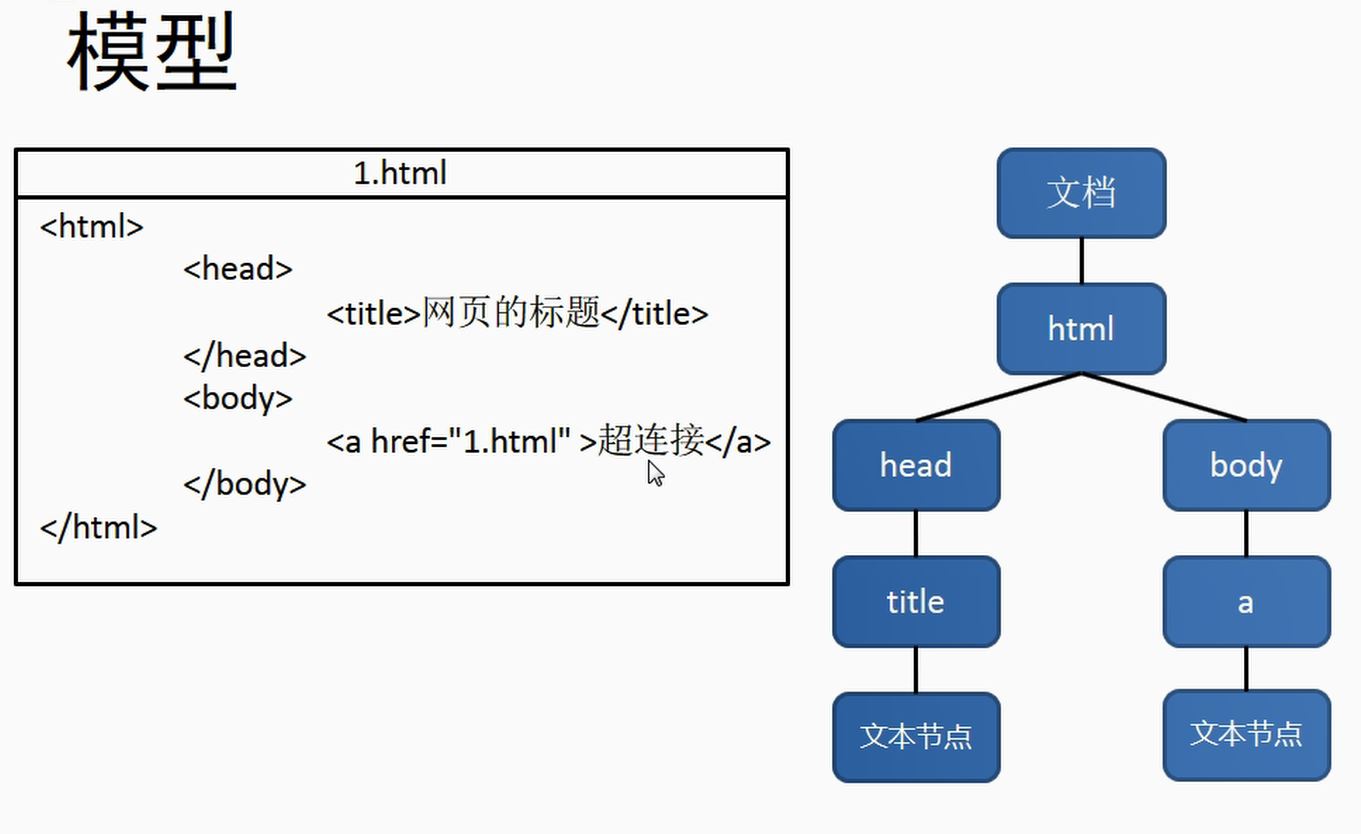 模型
1.html
<html>
<head>
<title>网页的标题</title>
</head>
<body>
<a href="1.html" >超连接</a>
</body>
</html>
文档
html
head
body
title
a
文本节点
文本节点